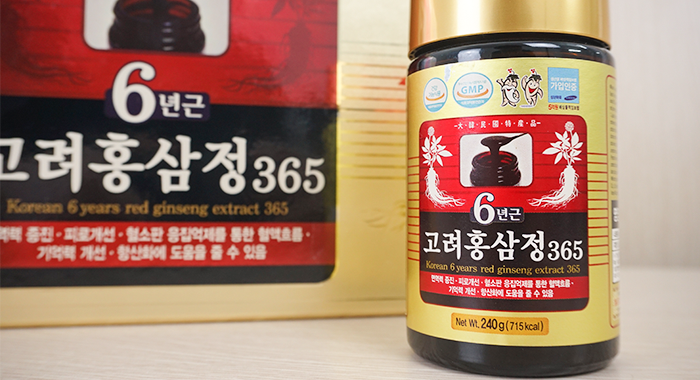 6년근
고려홍삼정365
Korean 6 years red ginseng extract 365
면역력 증진·피로개선·혈소판 응집억제를 통한 혈액흐름·
기억력 개선·항산화에 도움을 줄 수 있음
GMP
가입인증
大韓民國特産品
6년근
고려홍삼정365
Korean 6 years red ginseng extract 365
면역력 증진·피로개선·혈소판 응집억제를 통한 혈액흐름·
기억력 개선·항산화에 도움을 줄 수 있음
Net Wt. 240g(715kcal)